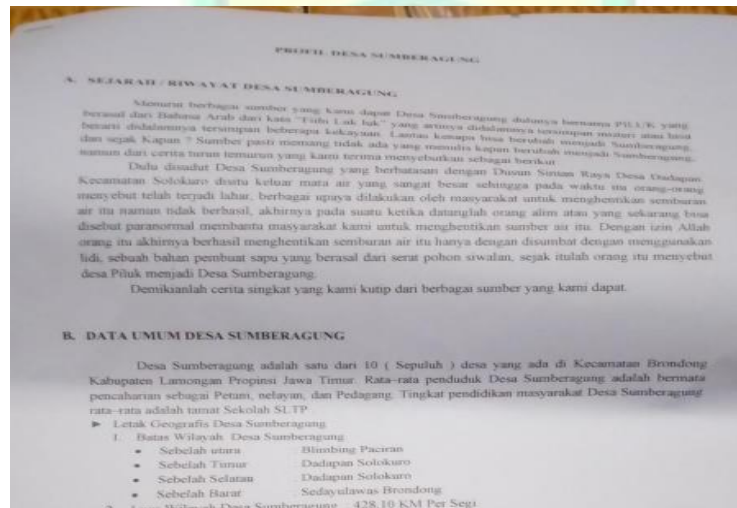 PROFIL DESA SUMBERAGUNG
A. SEJARAH / RIWAYAT DESA SUMBERAGUNG
Menurut berbagai sumber yang kami dapat Desa Sumberagung dulunya bernama PILUK yang
berasal dari Bahasa Arab dari kata "Fulu Luk luk" yang artinya didalamnya tersimpan mutiara atau bisa
berarti didalamnya tersimpan beberapa kekayaan. Lantas kenapa bisa berubah menjadi Sumberagung,
dan sejak Kapan ? Sumber pasti memang tidak ada yang menulis kapan berubah menjadi Sumberagung,
namun dari cerita turun temurun yang kami terima menyebutkan sebagai berikut
Dulu disudut Desa Sumberagung yang berbatasan dengan Dusun Raya Desa Dadapan
Kecamatan Solokuro disitu keluar mata air yang sangat besar sehingga pada waktu itu orang-orang
menyebut telah terjadi lahar, berbagai upaya dilakukan oleh masyarakat untuk menghentikan semburan
air itu namun tidak berhasil, akhirnya pada suatu ketika datanglah orang alim atau yang sekarang bisa
disebut paranormal membantu masyarakat kami untuk menghentikan sumber air itu. Dengan izin Allah
orang itu akhirnya berhasil menghentikan semburan air itu hanya dengan disumbat dengan menggunakan
lidi, sebuah bahan pembuat sapu yang berasal dari serat pohon siwalan, sejak itulah orang itu menyebut
desa Piluk menjadi Desa Sumberagung.
Demikianlah cerita singkat yang kami kutip dari berbagai sumber yang kami dapat.
B. DATA UMUM DESA SUMBERAGUNG
Desa Sumberagung adalah satu dari 10 ( Sepuluh ) desa yang ada di Kecamatan Brondong
Kabupaten Lamongan Propinsi Jawa Timur. Rata-rata penduduk Desa Sumberagung adalah bermata
pencaharian sebagai Petani, nelayan, dan Pedagang. Tingkat pendidikan masyarakat Desa Sumberagung
rata-rata adalah tamat Sekolah SLTP
► Letak Geografis Desa Sumberagung
1. Batas Wilayah Desa Sumberagung
• Sebelah utara : Blimbing Paciran
• Sebelah Timur : Dadapan Solokuro
• Sebelah Selatan : Dadapan Solokuro
• Sebelah Barat : Sedayulawas Brondong
2. Luas Wilayah Desa Sumberagung : 428.10 KM Per Segi